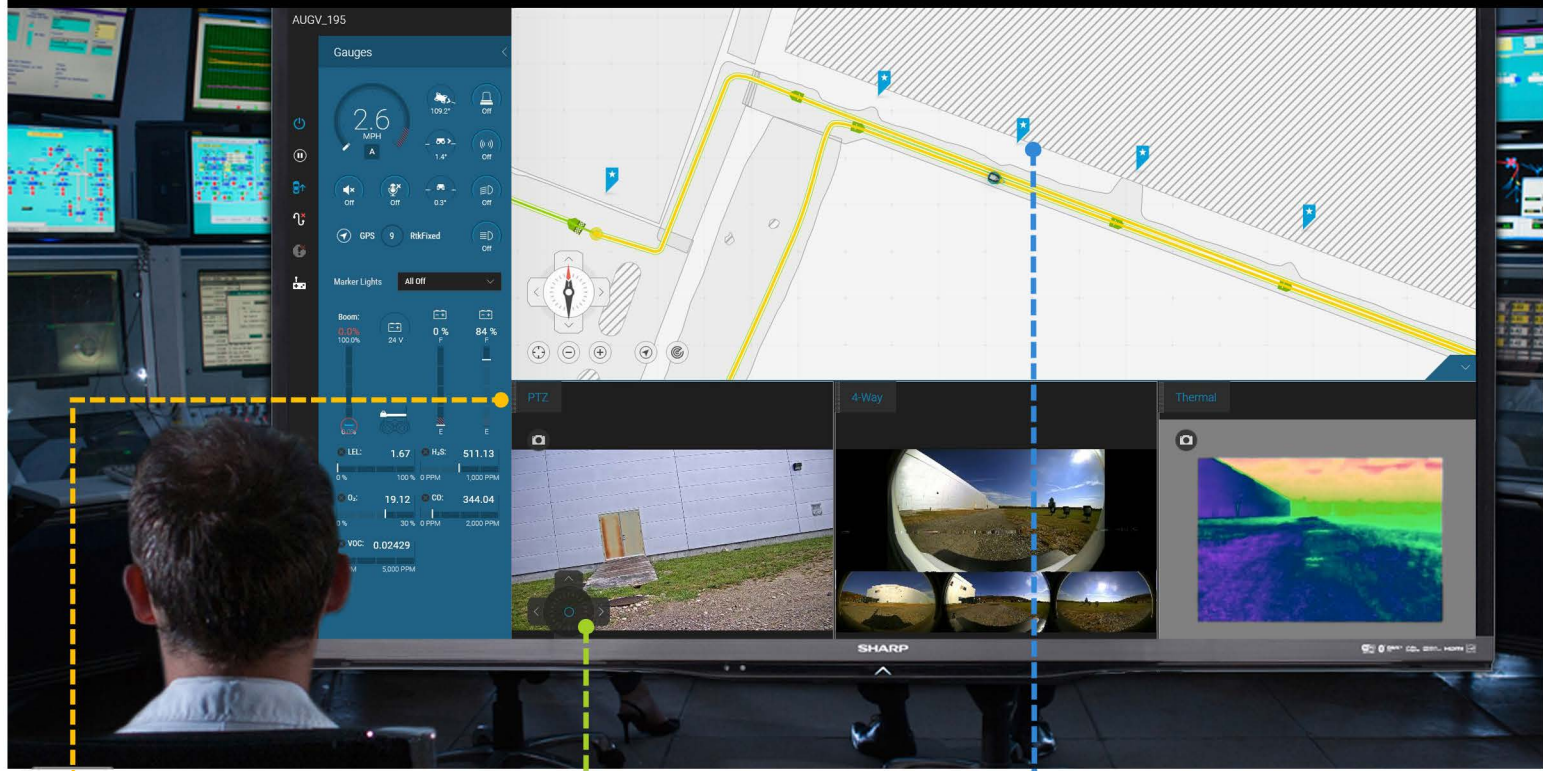 AUGV_195
Gauges
2.6
MPH
A
109.2°
Off
1.4°
Off
Off
Off
0.3°
Off
GPS 9 RtkFixed
Off
Marker Lights All Off
Boom:
0.0%
100.0%
24 V
0 %
F
84 %
F
0.0%
E
E
LEL: 1.67 H₂S: 511.13
0 % 100 % 0 PPM 1,000 PPM
O₂: 19.12 CO: 344.04
0 % 30 % 0 PPM 2,000 PPM
VOC: 0.02429
5,000 PPM
PTZ
4-Way
Thermal
SHARP
HDMI